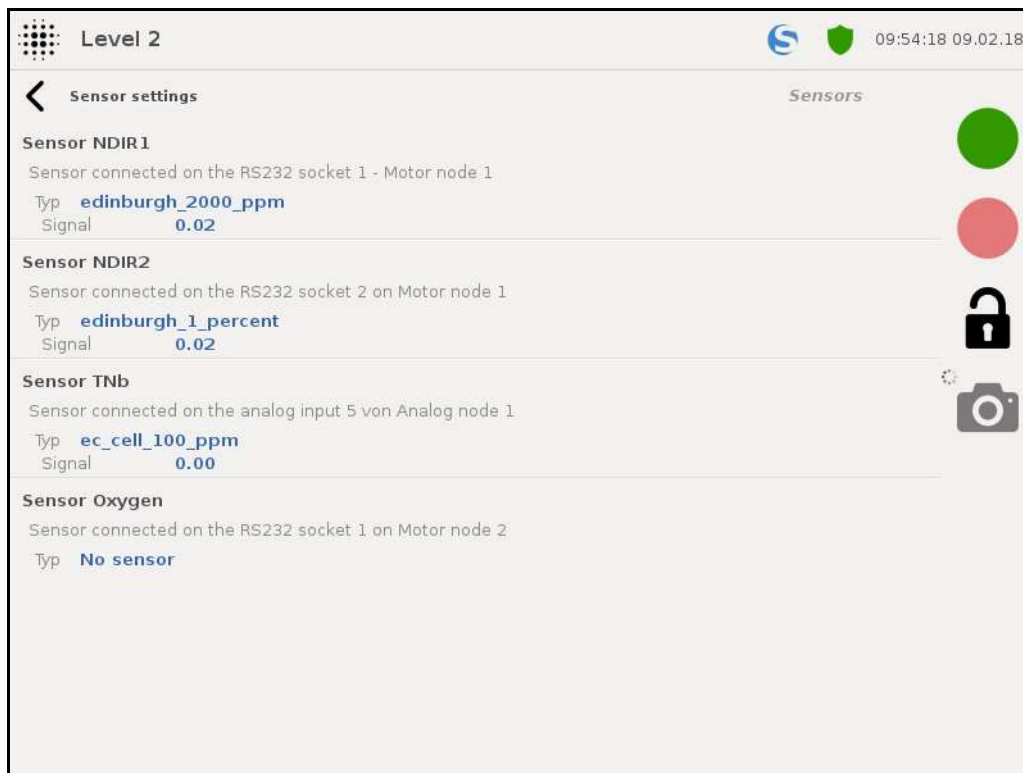 Level 2
09:54:18 09.02.18
Sensor settings
Sensors
Sensor NDIR1
Sensor connected on the RS232 socket 1 - Motor node 1
Typ edinburgh_2000_ppm
Signal 0.02
Sensor NDIR2
Sensor connected on the RS232 socket 2 on Motor node 1
Typ edinburgh_1_percent
Signal 0.02
Sensor TNb
Sensor connected on the analog input 5 von Analog node 1
Typ ec_cell_100_ppm
Signal 0.00
Sensor Oxygen
Sensor connected on the RS232 socket 1 on Motor node 2
Typ No sensor